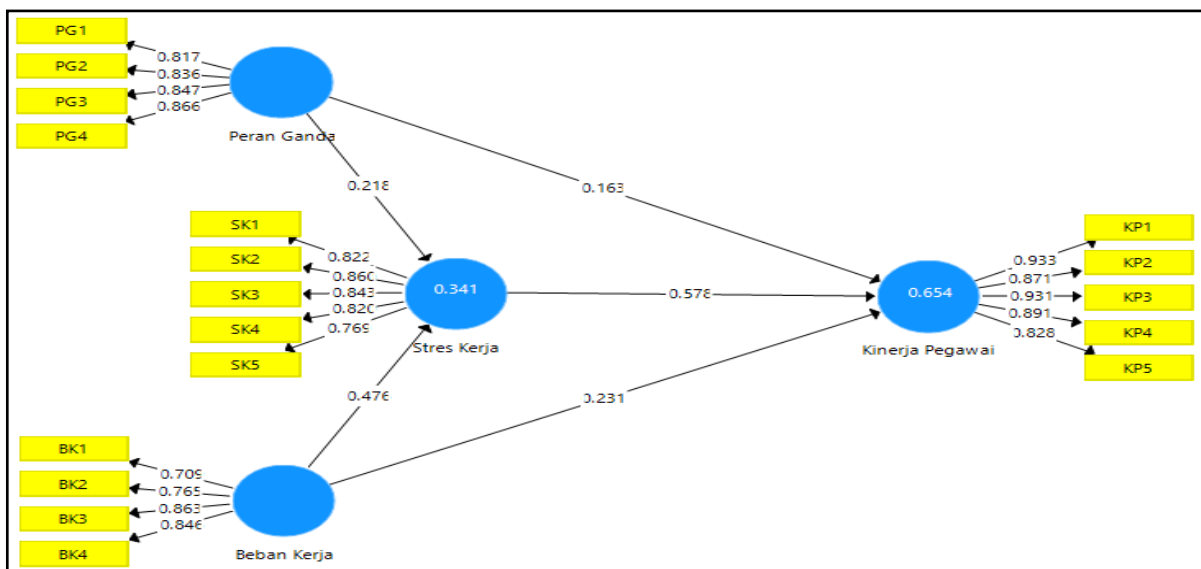 PG1
PG2
PG3
PG4
0.817
0.836
0.847
0.866
Peran Ganda
0.218
0.163
SK1
SK2
SK3
SK4
SK5
0.822
0.860
0.843
0.820
0.769
0.341
Stres Kerja
0.578
0.654
Kinerja Pegawai
0.933
0.871
0.931
0.891
0.828
KP1
KP2
KP3
KP4
KP5
0.476
0.231
BK1
BK2
BK3
BK4
0.709
0.765
0.863
0.846
Beban Kerja